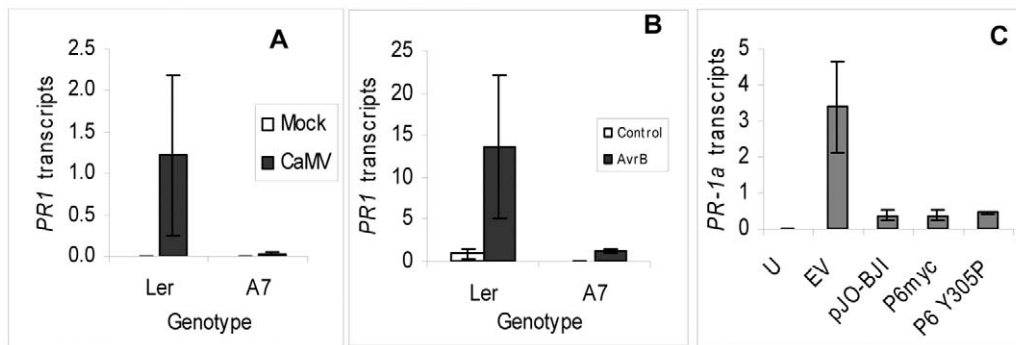 A
PR1 transcripts
2.5
2.0
1.5
1.0
0.5
0.0
Mock
CaMV
Ler A7
Genotype
B
PR1 transcripts
25
20
15
10
5
0
Control
AvrB
Ler A7
Genotype
C
PR-1a transcripts
5
4
3
2
1
0
U
EV
pJO-BJI
P6myc
P6 Y305P